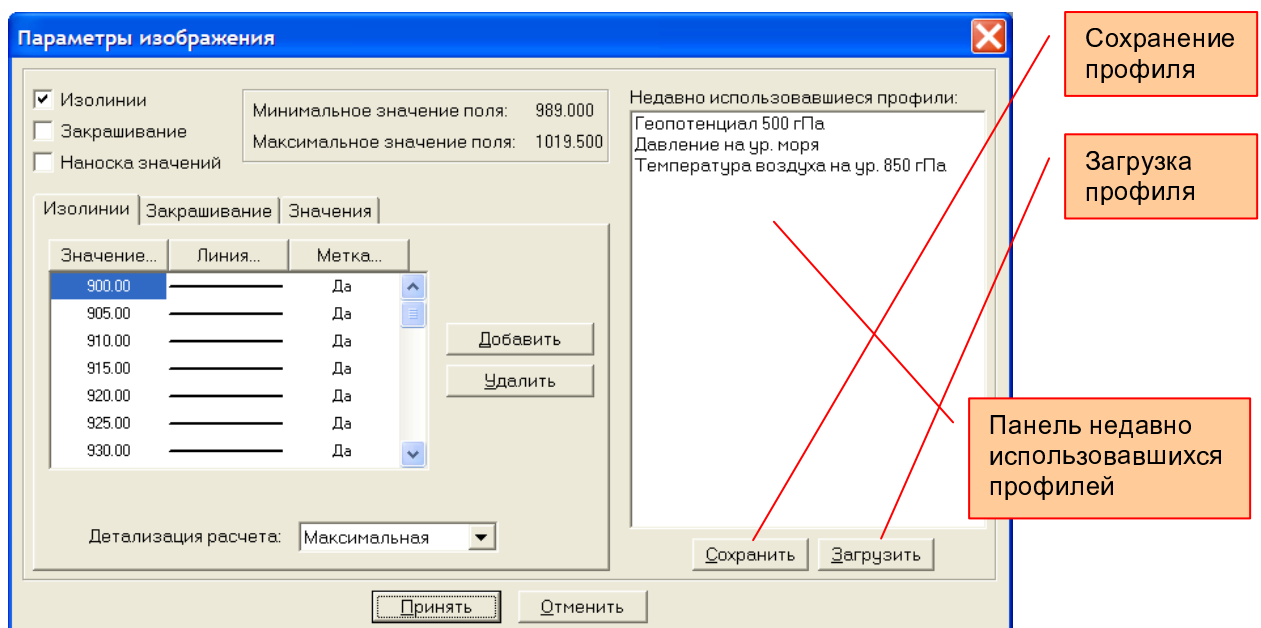 Параметры изображения
Изолинии
Закрашивание
Наноска значений
Минимальное значение поля: 989.000
Максимальное значение поля: 1019.500
Изолинии Закрашивание Значения
Значение... Линия... Метка...
900.00 Да
905.00 Да
910.00 Да
915.00 Да
920.00 Да
925.00 Да
930.00 Да
Добавить
Удалить
Детализация расчета: Максимальная
Недавно использовавшиеся профили:
Геопотенциал 500 гПа
Давление на ур. моря
Температура воздуха на ур. 850 гПа
Сохранить Загрузить
Принять Отменить
Сохранение
профиля
Загрузка
профиля
Панель недавно
использовавшихся
профилей